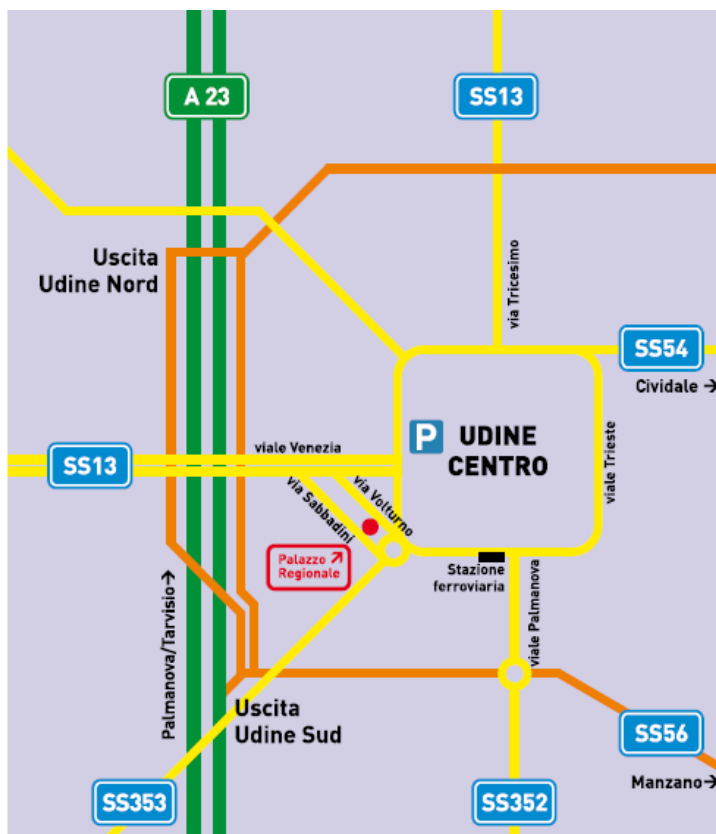 A 23
SS13
Uscita
Udine Nord
via Tricesimo
SS54
Cividale →
P
UDINE
CENTRO
viale Trieste
viale Venezia
SS13
via Volturno
via Sabbadini
Palazzo ↗
Regionale
Stazione
ferroviaria
viale Palmanova
Palmanova/Tarvisio →
Uscita
Udine Sud
SS56
Manzano →
SS353
SS352